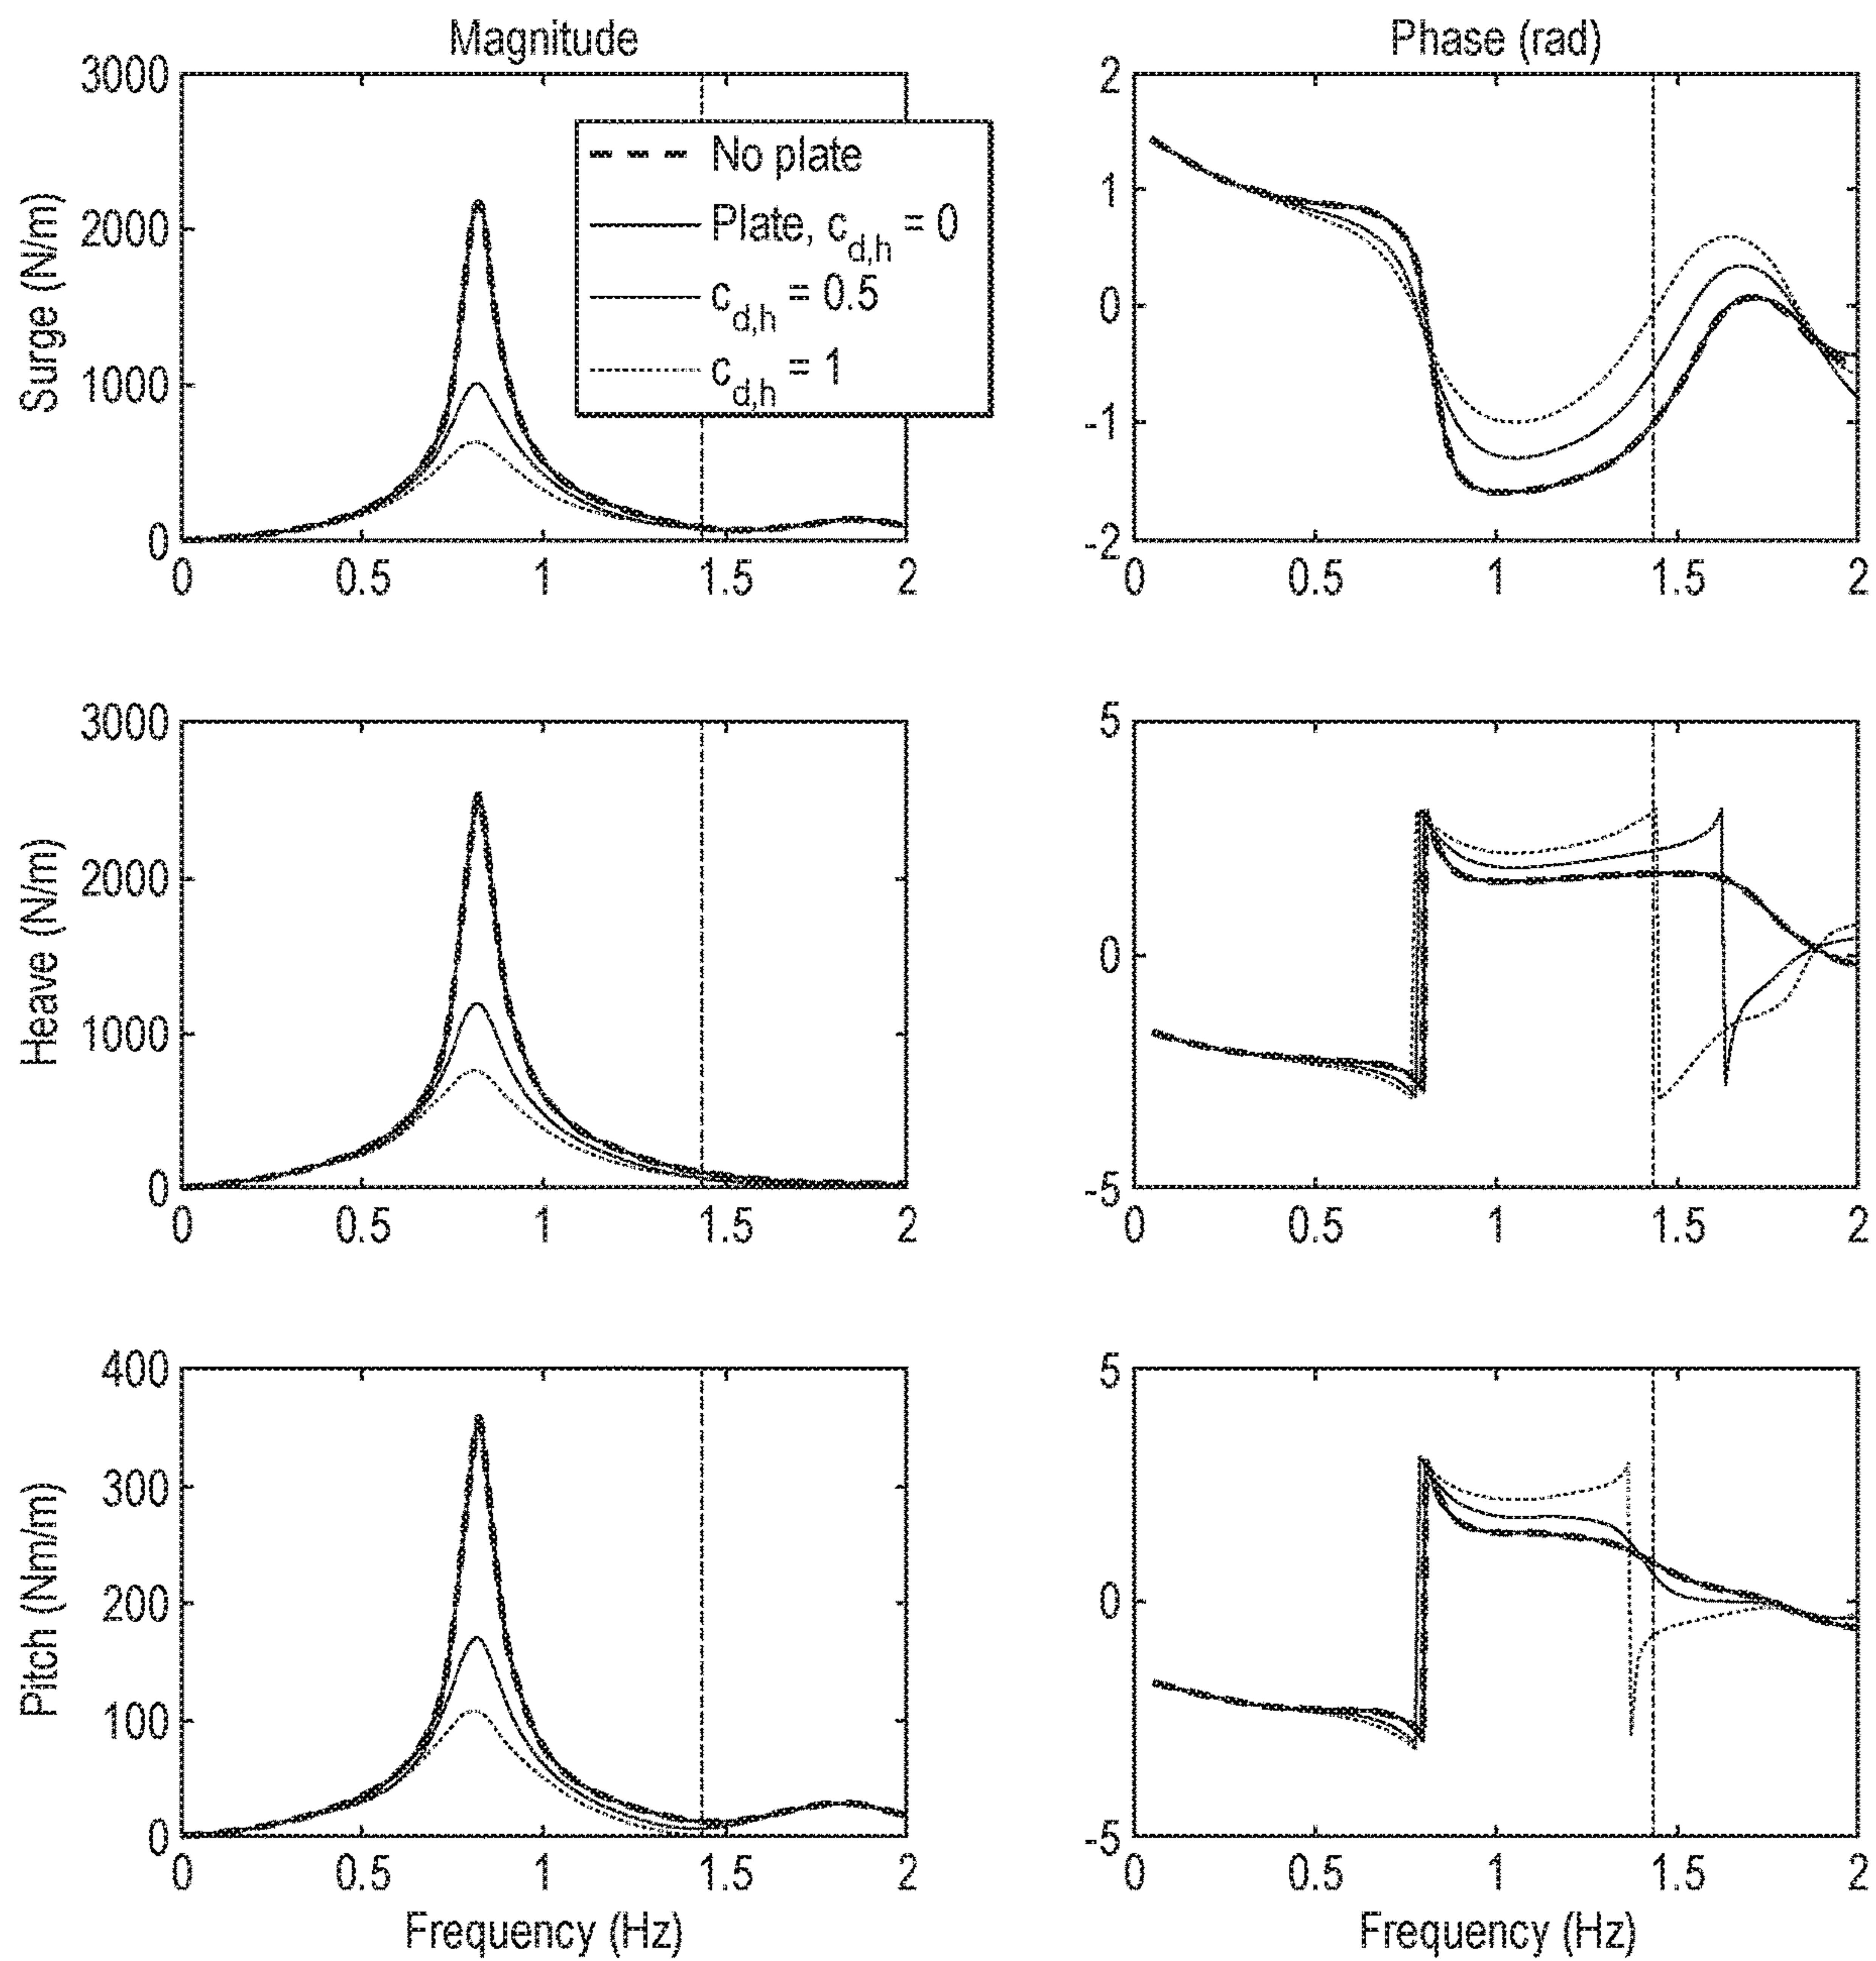 Magnitude
Phase (rad)
3000
2000
1000
0
Surge (N/m)
0 0.5 1 1.5 2
No plate
Plate, c_d,h = 0
c_d,h = 0.5
c_d,h = 1
2
1
0
-1
-2
0 0.5 1 1.5 2
3000
2000
1000
0
Heave (N/m)
0 0.5 1 1.5 2
5
0
-5
0 0.5 1 1.5 2
400
300
200
100
0
Pitch (Nm/m)
0 0.5 1 1.5 2
Frequency (Hz)
5
0
-5
0 0.5 1 1.5 2
Frequency (Hz)